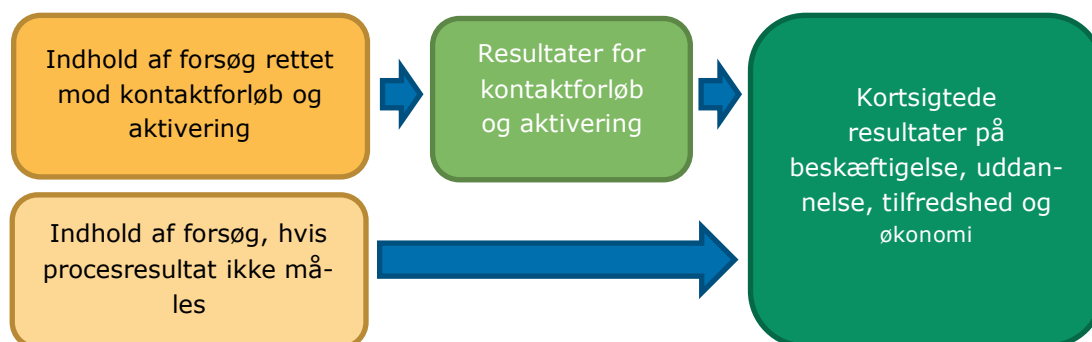 Indhold af forsøg rettet
mod kontaktforløb og
aktivering
Resultater for
kontaktforløb
og aktivering
Kortsigtede
resultater på
beskæftigelse, uddan-
nelse, tilfredshed og
økonomi
Indhold af forsøg, hvis
procesresultat ikke må-
les